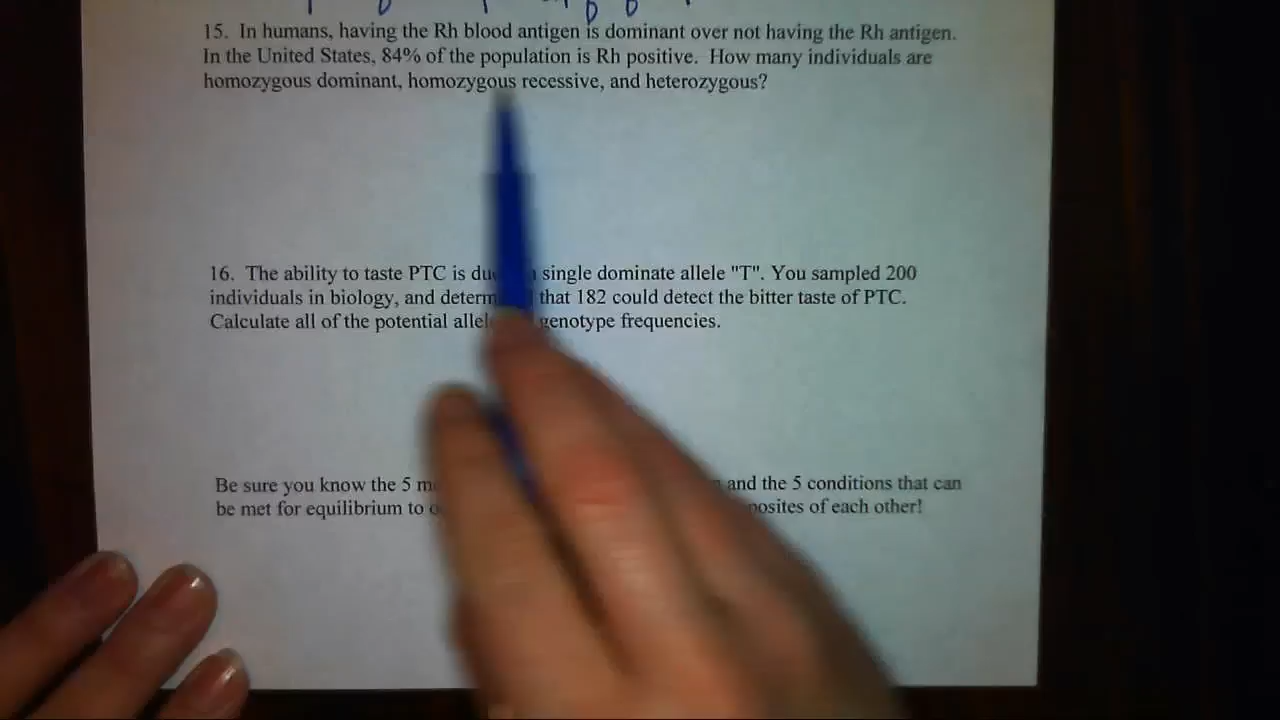 15. In humans, having the Rh blood antigen is dominant over not having the Rh antigen.
In the United States, 84% of the population is Rh positive. How many individuals are
homozygous dominant, homozygous recessive, and heterozygous?
16. The ability to taste PTC is single dominate allele "T". You sampled 200
individuals in biology, and that 182 could detect the bitter taste of PTC.
Calculate all of the potential genotype frequencies.
Be sure you know the 5 and the 5 conditions that can
be met for equilibrium to of each other!